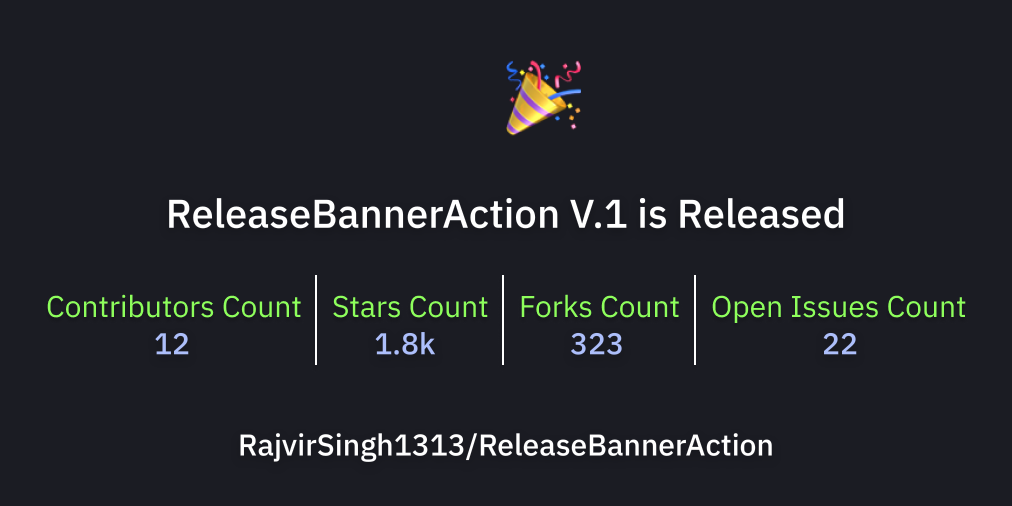 ReleaseBannerAction V.1 is Released
Contributors Count
12
Stars Count
1.8k
Forks Count
323
Open Issues Count
22
RajvirSingh1313/ReleaseBannerAction